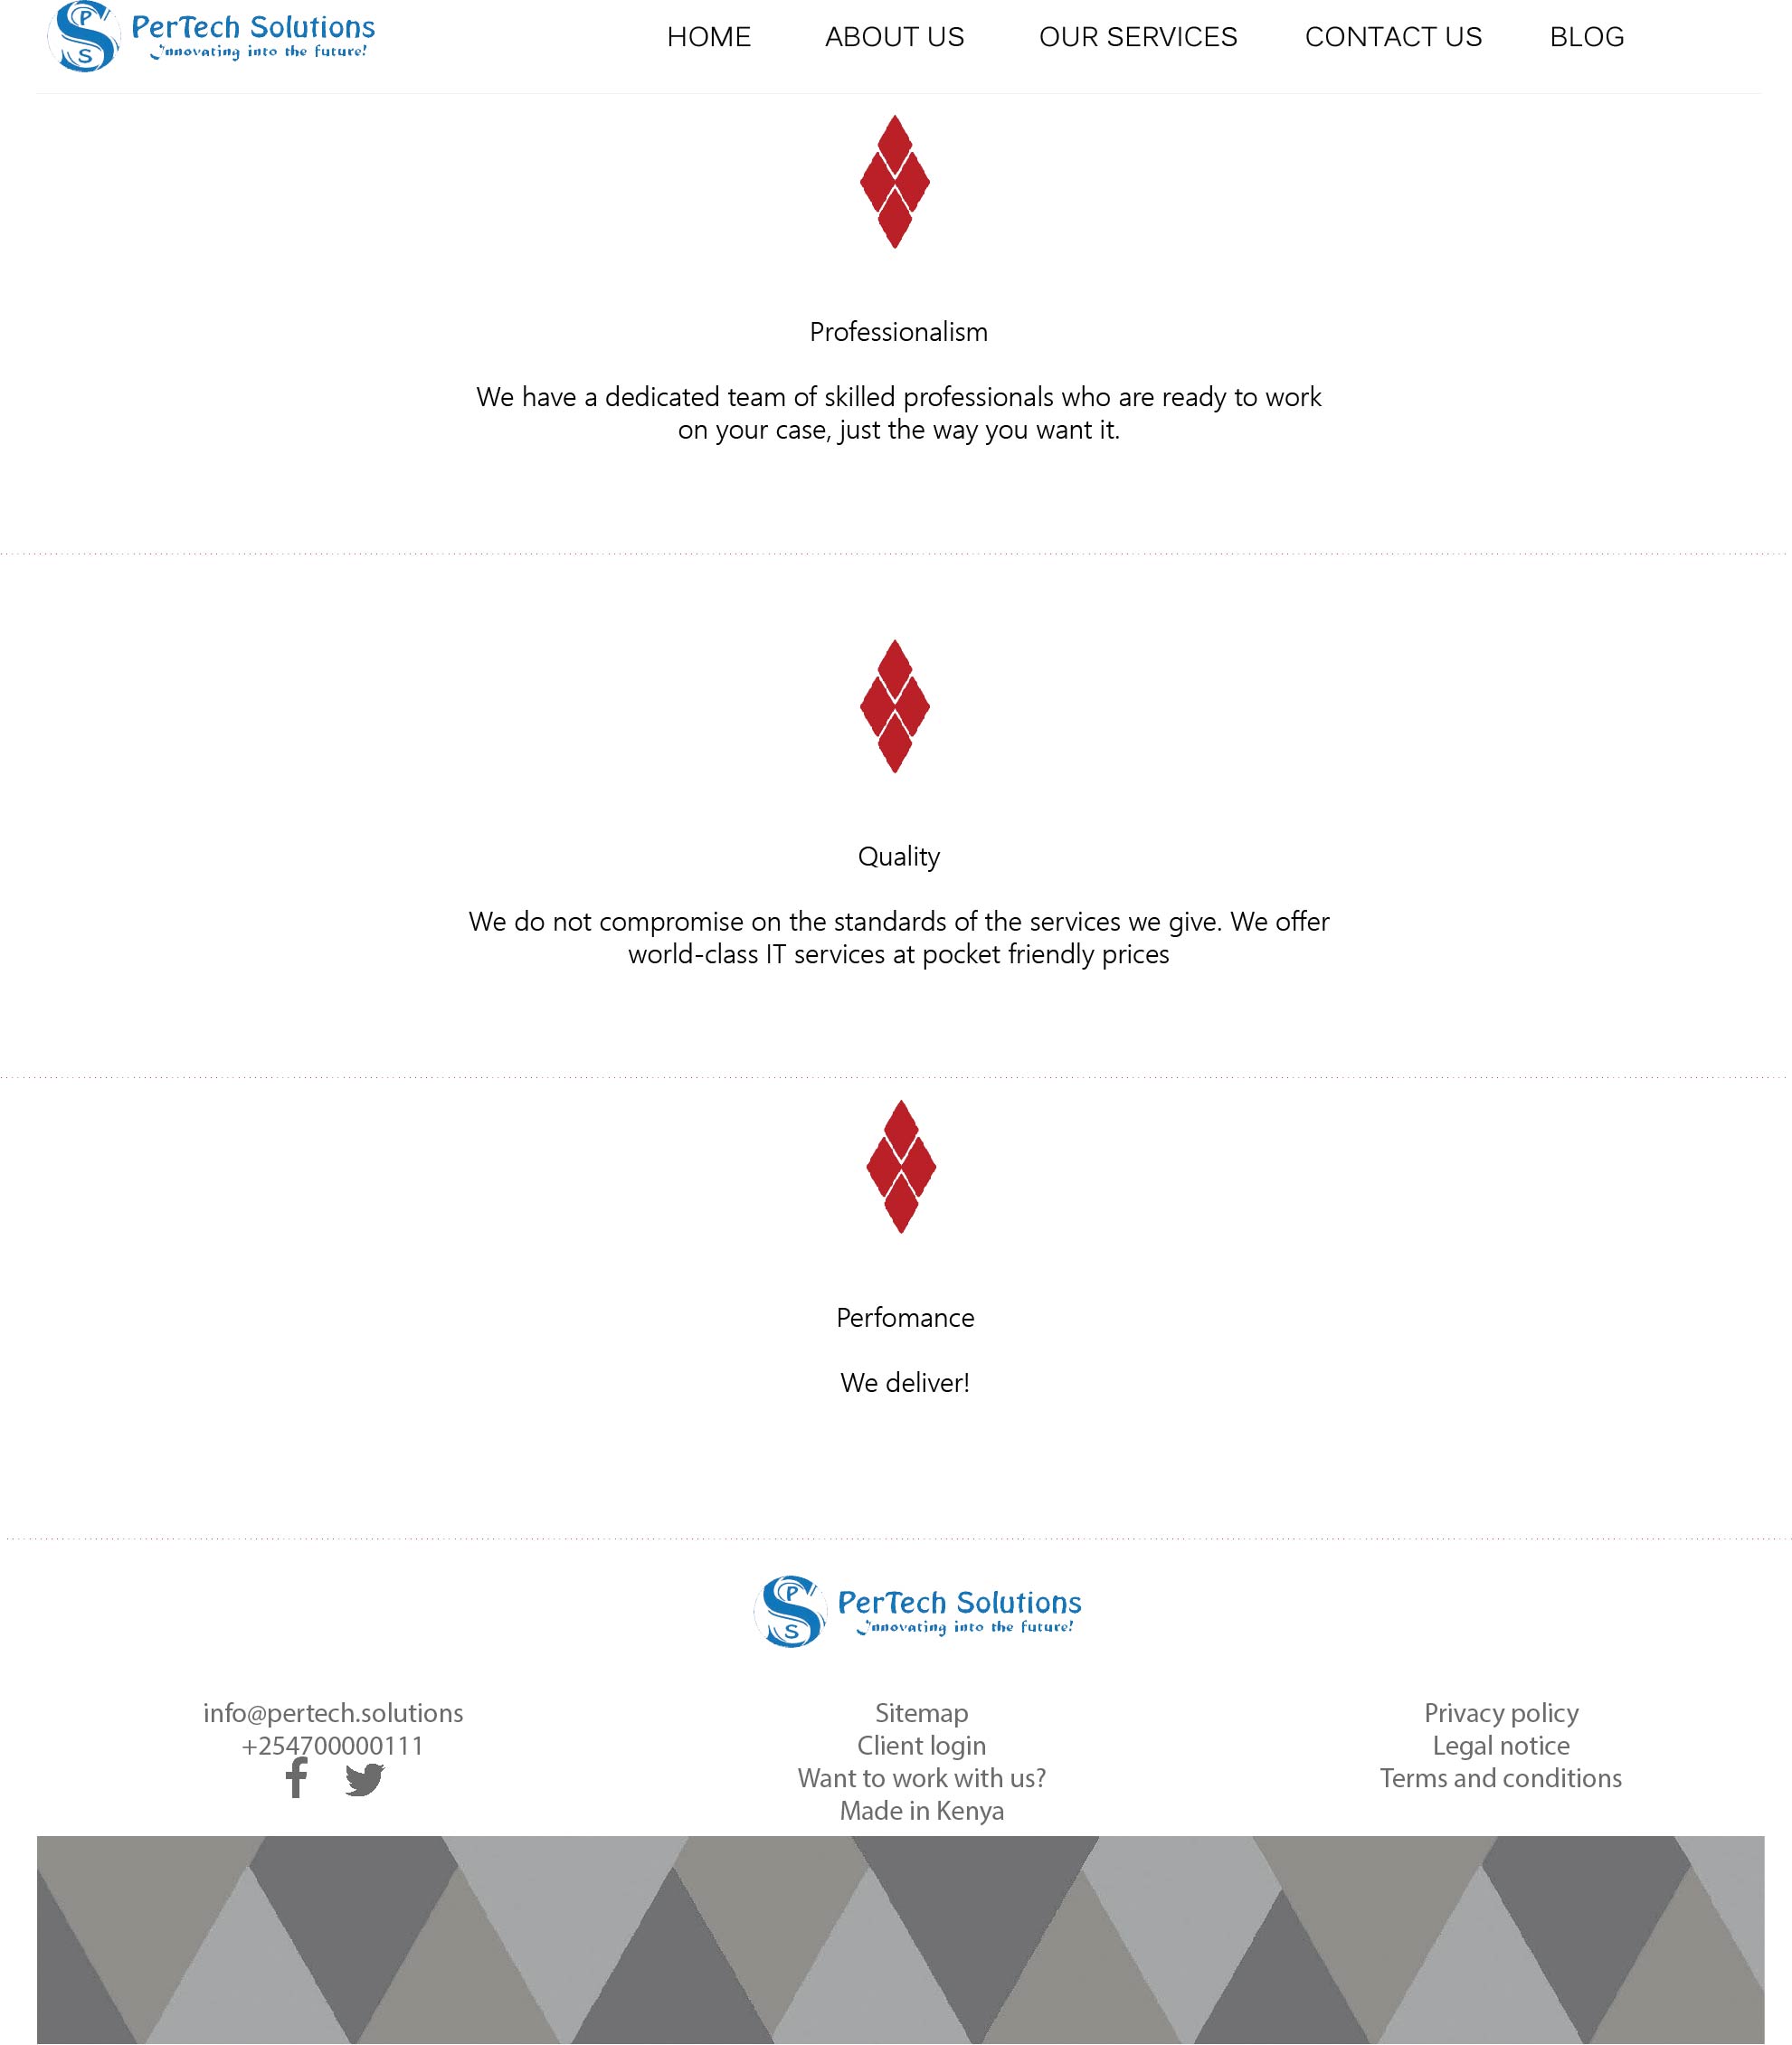 PerTech Solutions
Innovating into the future!
HOME ABOUT US OUR SERVICES CONTACT US BLOG
Professionalism
We have a dedicated team of skilled professionals who are ready to work
on your case, just the way you want it.
Quality
We do not compromise on the standards of the services we give. We offer
world-class IT services at pocket friendly prices
Perfomance
We deliver!
PerTech Solutions
Innovating into the future!
info@pertech.solutions
+254700000111
Sitemap
Client login
Want to work with us?
Made in Kenya
Privacy policy
Legal notice
Terms and conditions